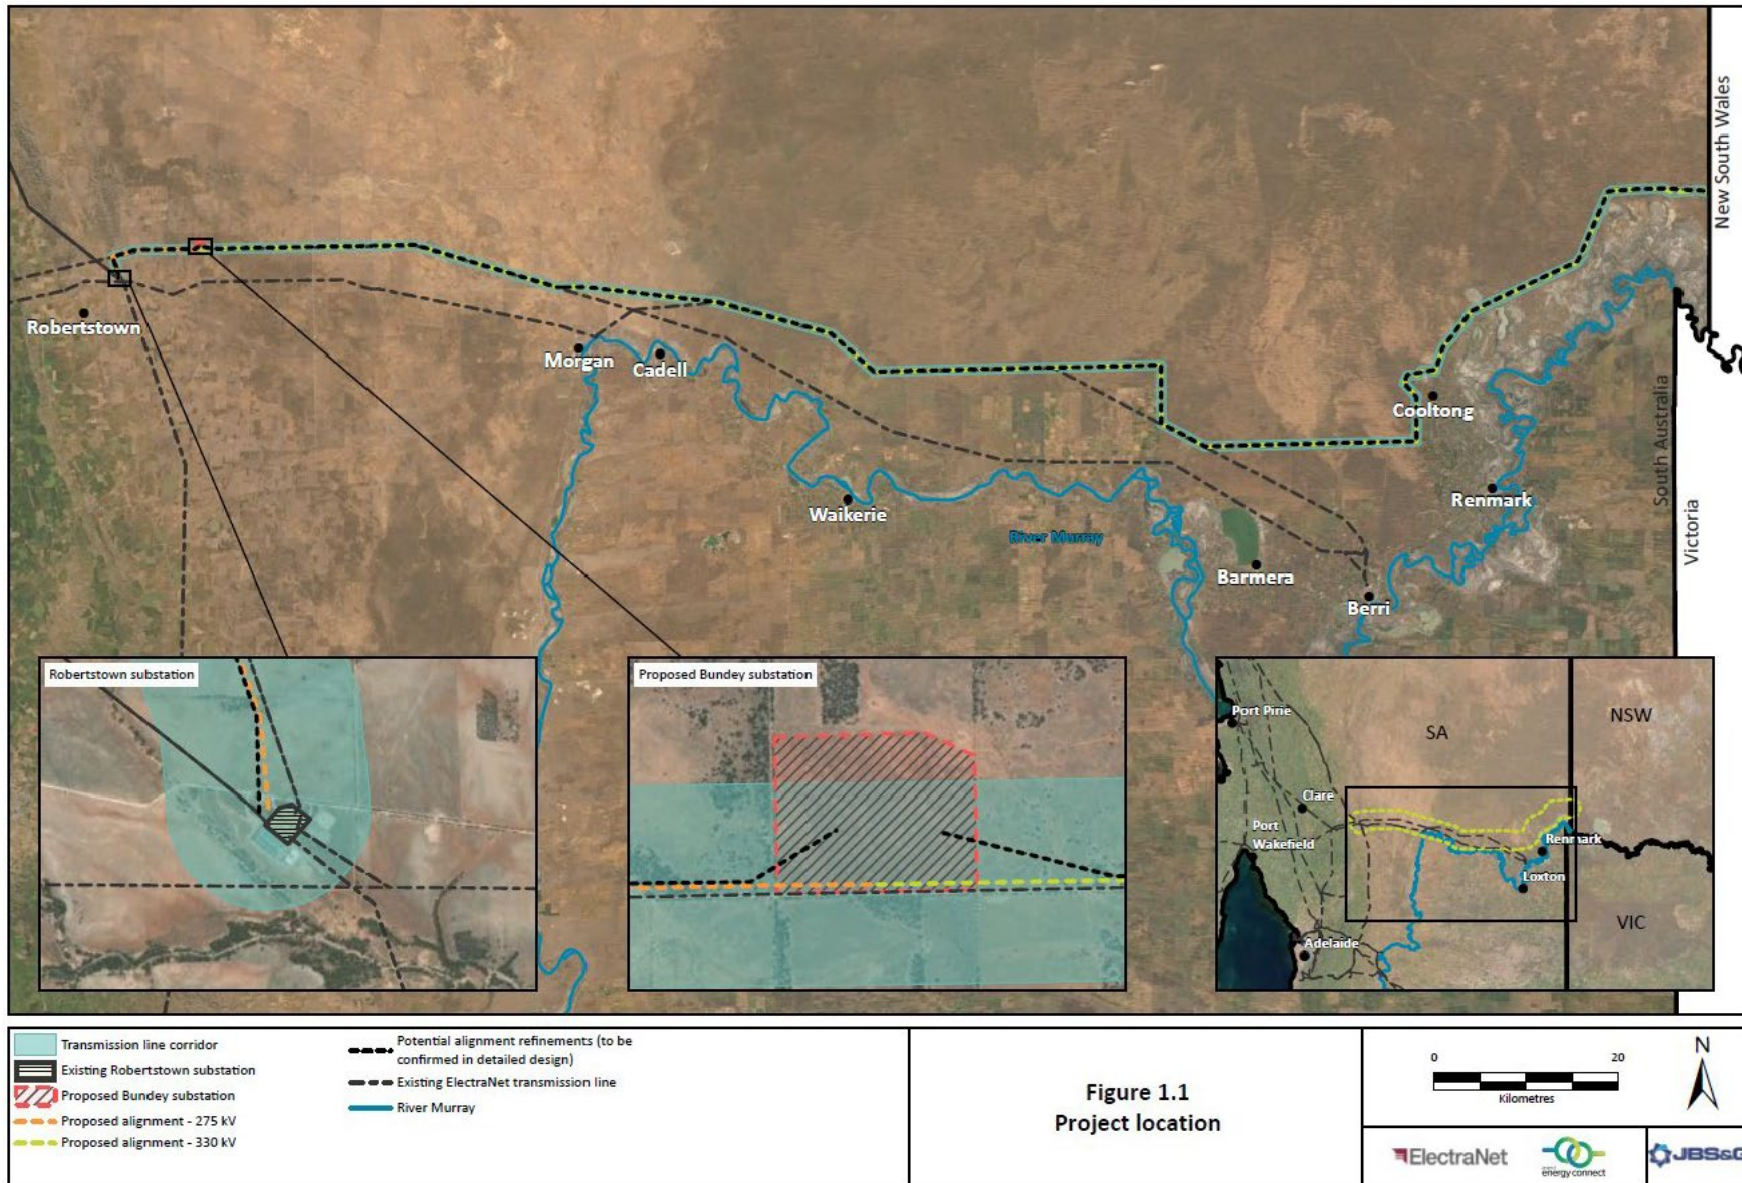 New South Wales
South Australia
Victoria
Robertstown
Morgan
Cadell
Cooltong
Waikerie
Renmark
River Murray
Barmera
Berri
Robertstown substation
Proposed Bundey substation
Port Pirie
SA
NSW
Clare
Port
Wakefield
Renmark
Loxton
VIC
Adelaide
Transmission line corridor
Existing Robertstown substation
Proposed Bundey substation
Proposed alignment - 275 kV
Proposed alignment - 330 kV
Potential alignment refinements (to be
confirmed in detailed design)
Existing ElectraNet transmission line
River Murray
Figure 1.1
Project location
0 20
Kilometres
N
ElectraNet
energy connect
JBS&G